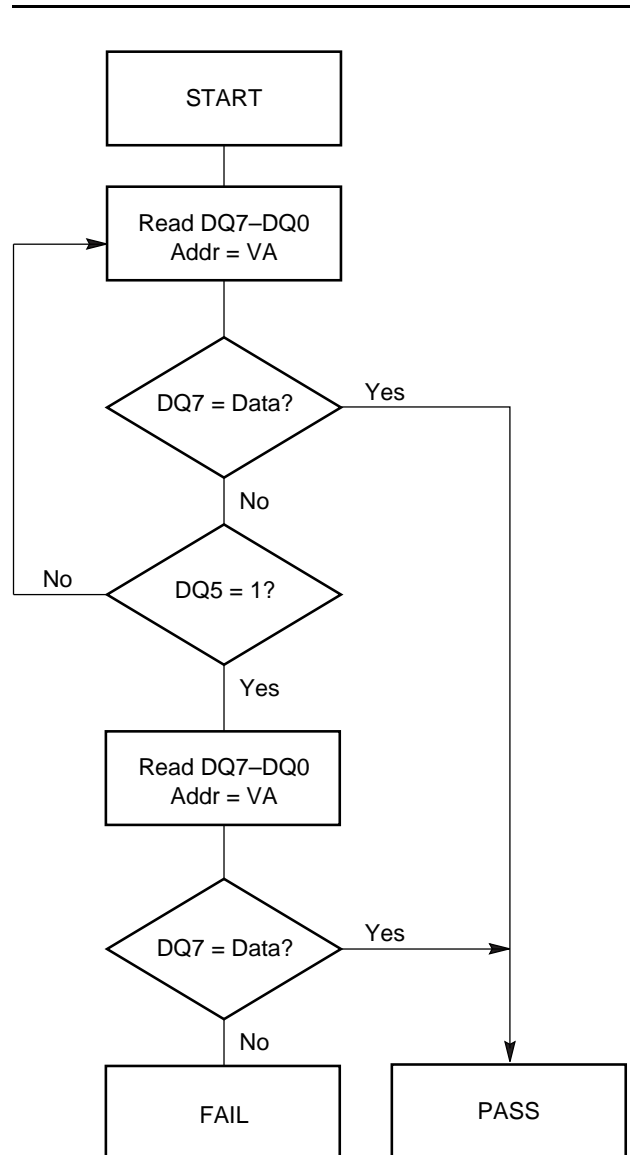 START
Read DQ7–DQ0
Addr = VA
DQ7 = Data?
Yes
No
DQ5 = 1?
No
Yes
Read DQ7–DQ0
Addr = VA
DQ7 = Data?
Yes
No
FAIL
PASS